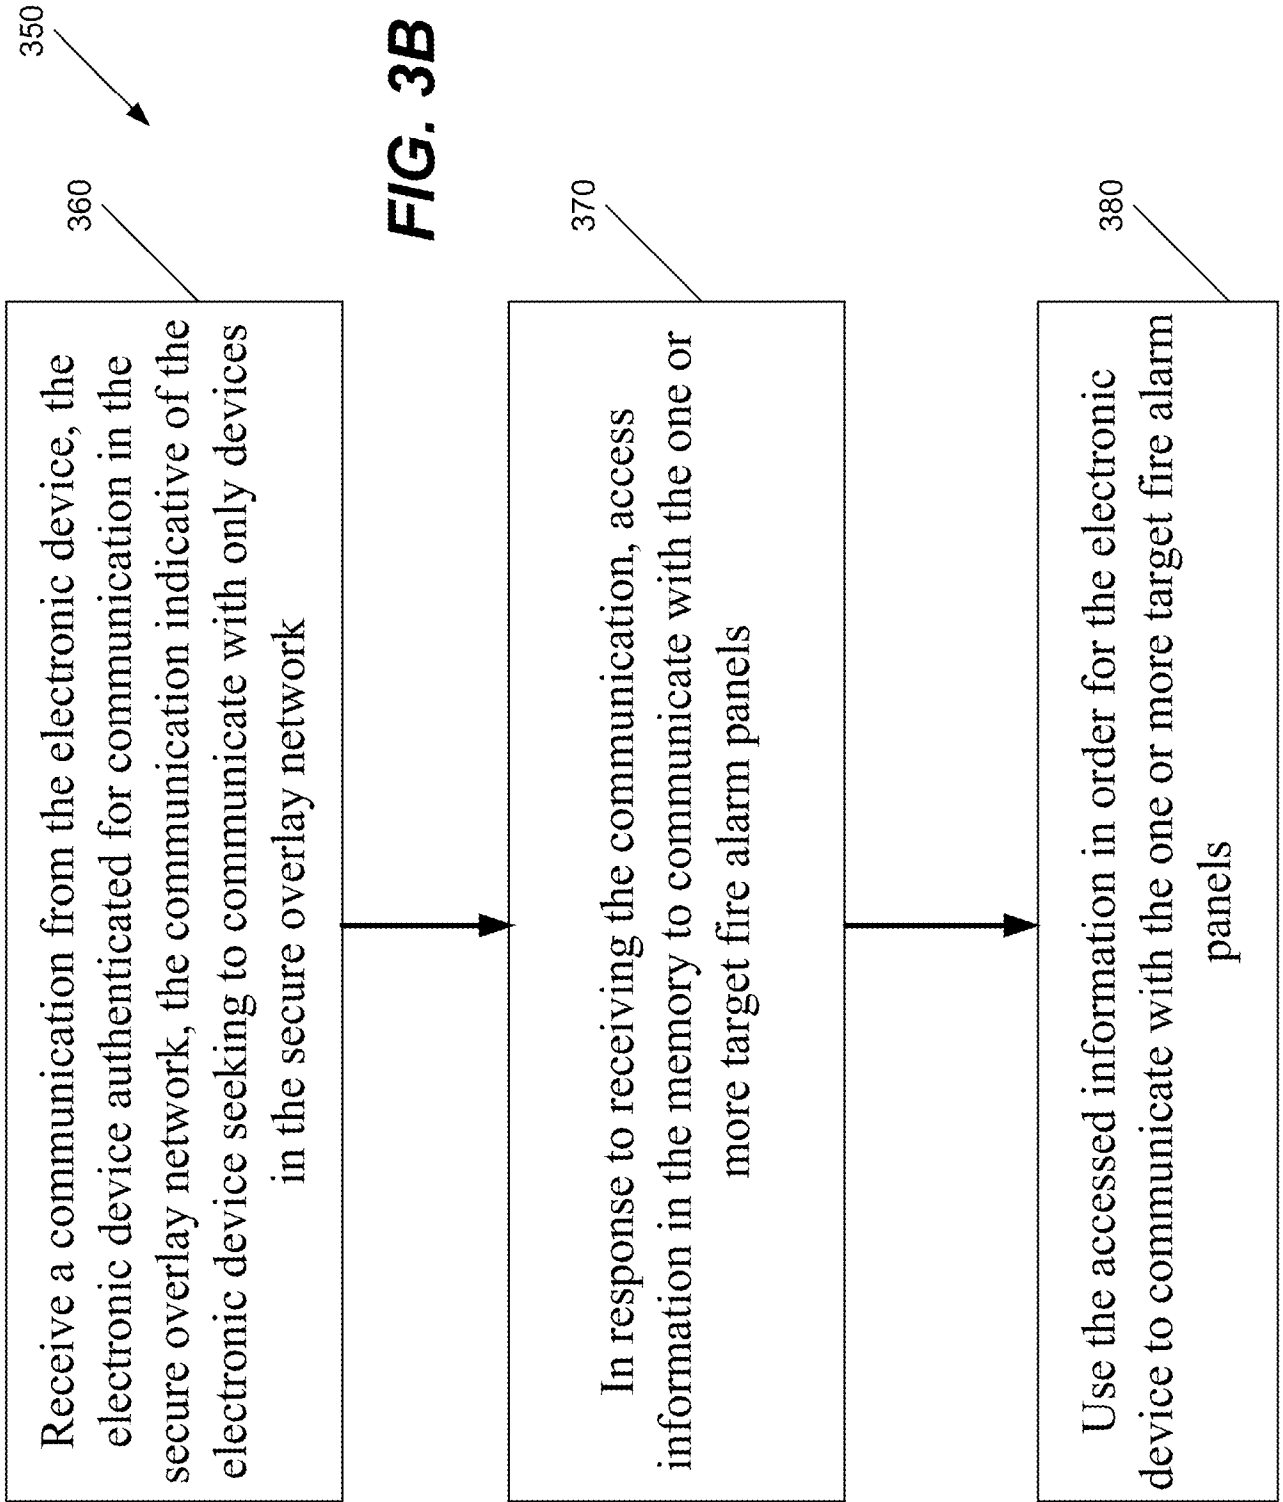 350
360
Receive a communication from the electronic device, the
electronic device authenticated for communication in the
secure overlay network, the communication indicative of the
electronic device seeking to communicate with only devices
in the secure overlay network
370
In response to receiving the communication, access
information in the memory to communicate with the one or
more target fire alarm panels
380
Use the accessed information in order for the electronic
device to communicate with the one or more target fire alarm
panels
FIG. 3B